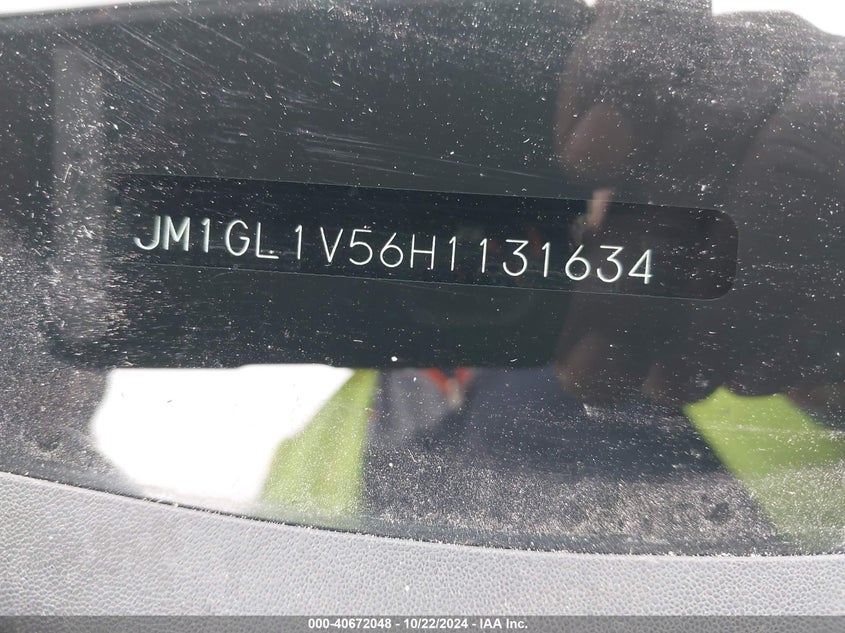 JM1GL1V56H1131634
000-40672048 - 10/22/2024 - IAA Inc.